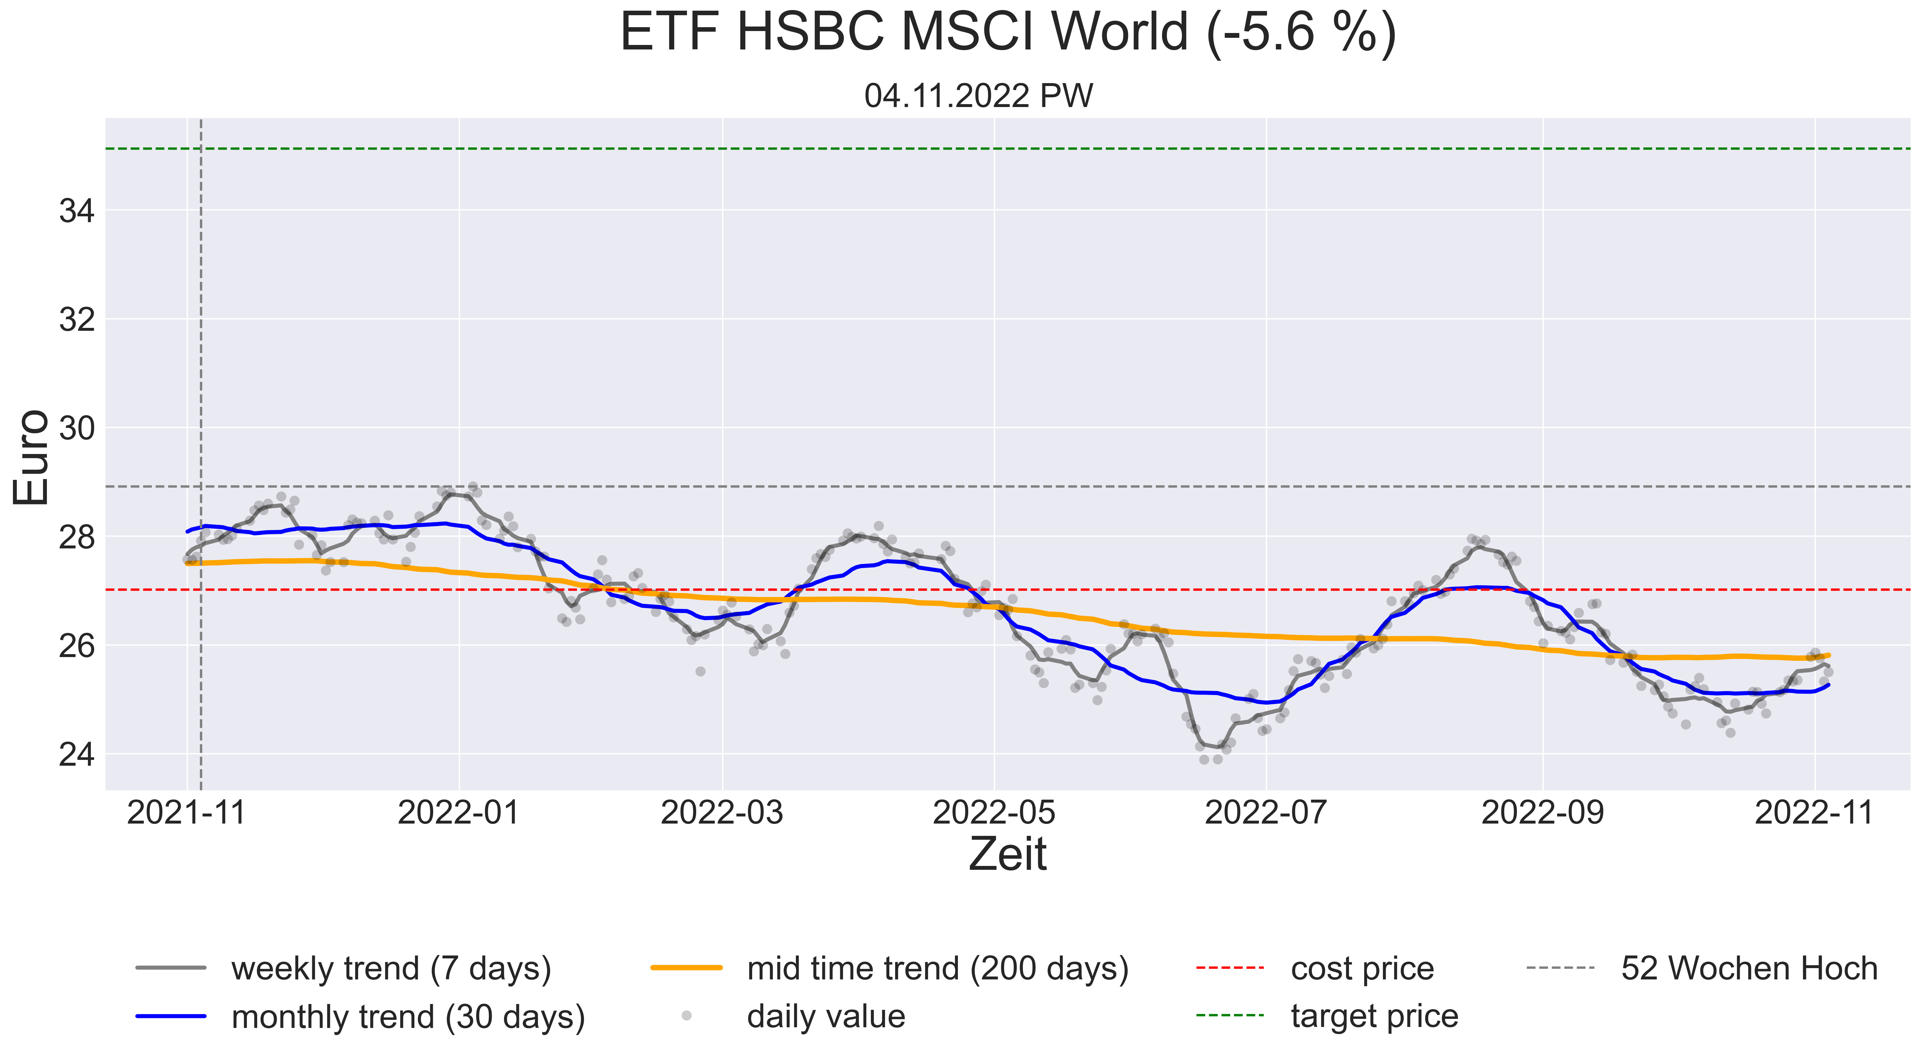 ETF HSBC MSCI World (-5.6 %)
04.11.2022 PW
Euro
34
32
30
28
26
24
2021-11 2022-01 2022-03 2022-05 2022-07 2022-09 2022-11
Zeit
weekly trend (7 days) mid time trend (200 days) cost price 52 Wochen Hoch
monthly trend (30 days) daily value target price